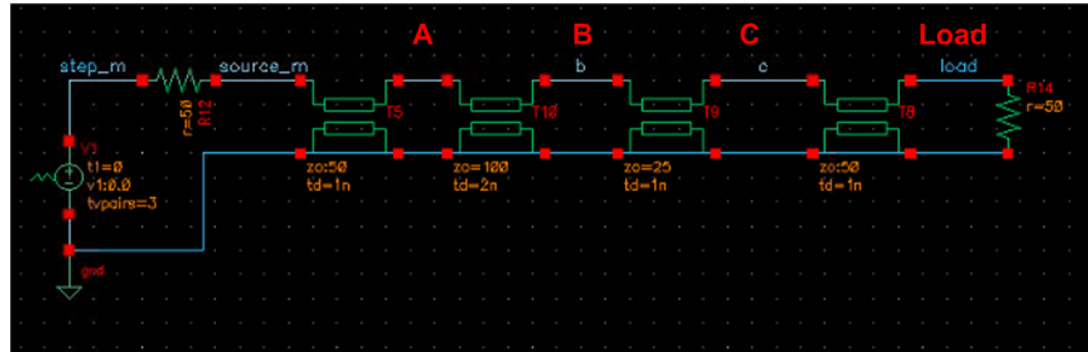 A B C Load
step_m source_m b c load
r=50
R12
T5
T10
T9
T8
R14
r=50
V3
t1=0
v1:0.0
tvpairs=3
zo:50
td=1n
zo=100
td=2n
zo=25
td=1n
zo:50
td=1n
gnd